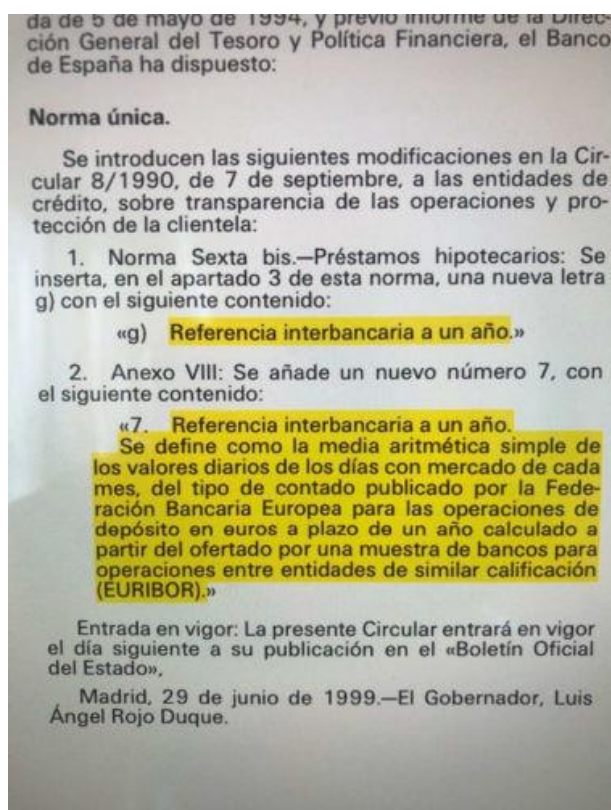 da de 5 de mayo de 1994, y previo informe de la Direc-
ción General del Tesoro y Política Financiera, el Banco
de España ha dispuesto:
Norma única.
Se introducen las siguientes modificaciones en la Cir-
cular 8/1990, de 7 de septiembre, a las entidades de
crédito, sobre transparencia de las operaciones y pro-
tección de la clientela:
1. Norma Sexta bis.—Préstamos hipotecarios: Se
inserta, en el apartado 3 de esta norma, una nueva letra
g) con el siguiente contenido:
«g) Referencia interbancaria a un año.»
2. Anexo VIII: Se añade un nuevo número 7, con
el siguiente contenido:
«7. Referencia interbancaria a un año.
Se define como la media aritmética simple de
los valores diarios de los días con mercado de cada
mes, del tipo de contado publicado por la Fede-
ración Bancaria Europea para las operaciones de
depósito en euros a plazo de un año calculado a
partir del ofertado por una muestra de bancos para
operaciones entre entidades de similar calificación
(EURIBOR).»
Entrada en vigor: La presente Circular entrará en vigor
el día siguiente a su publicación en el «Boletín Oficial
del Estado»,
Madrid, 29 de junio de 1999.—El Gobernador, Luis
Ángel Rojo Duque.